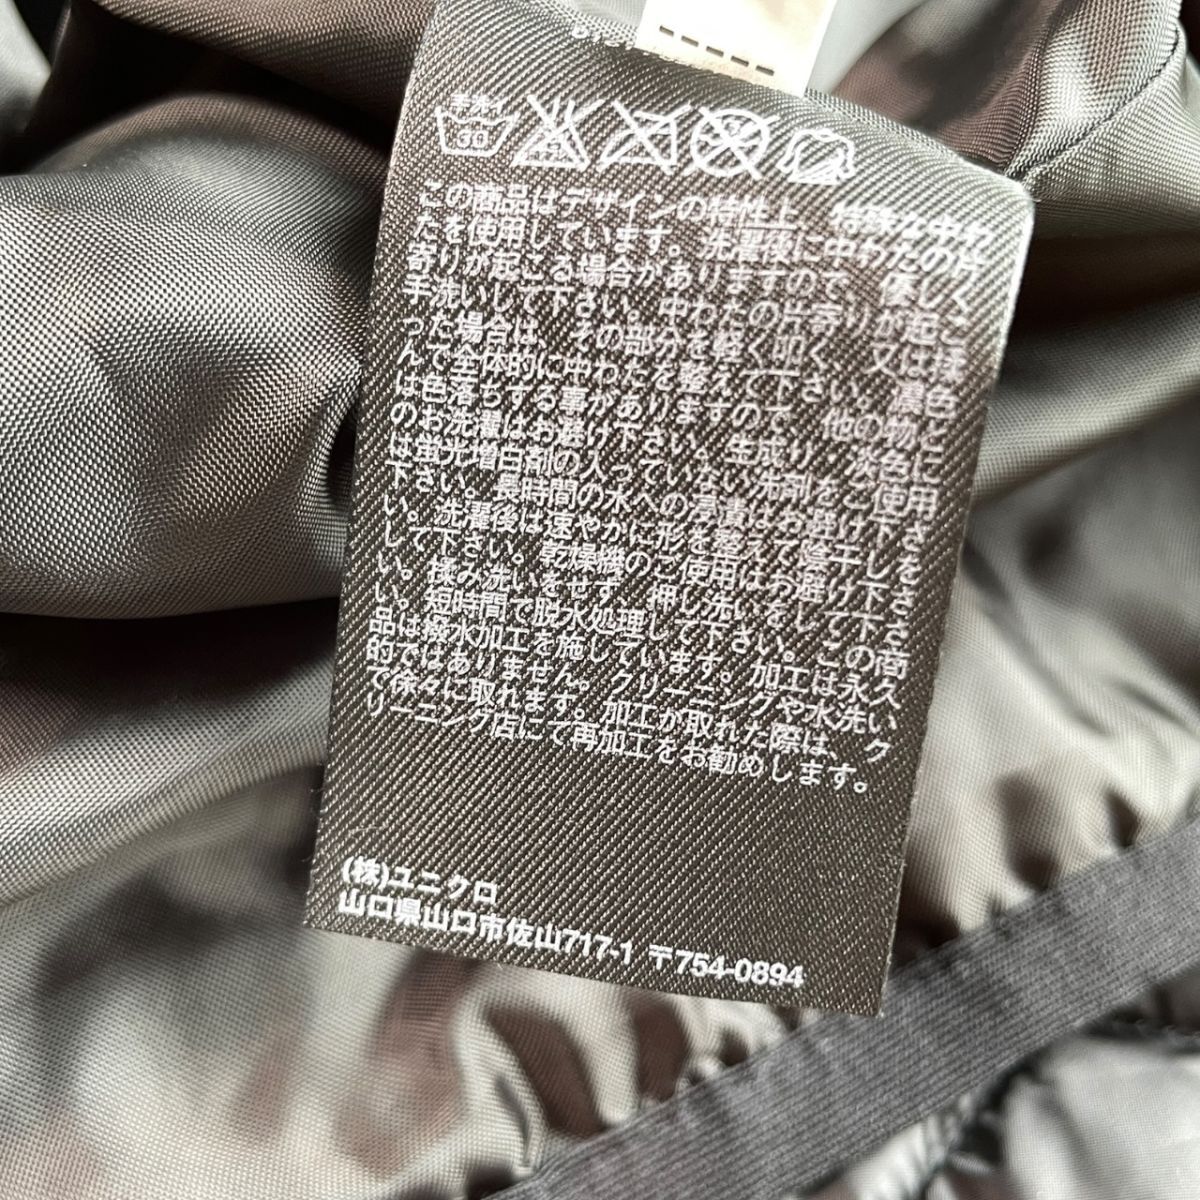 手洗イ
30
この商品はデザインの特性上、特殊な中わ
たを使用しています。洗濯後に中わたの片
寄りが起こる場合がありますので、優しく
手洗いして下さい。中わたの片寄りが起こ
った場合は、その部分を軽く叩く又は揉
んで全体的に中わたを整えて下さい。濃色
は色落ちする事がありますので、他の物と
のお洗濯はお避け下さい。生成り、淡色に
は蛍光増白剤の入っていない洗剤をご使用
下さい。長時間の水への浸漬はお避け下さ
い。洗濯後は速やかに形を整えて陰干しを
して下さい。乾燥機のご使用はお避け下さ
い。揉み洗いをせず、押し洗いをして下さ
い。短時間で脱水処理して下さい。この商
品は撥水加工を施しています。加工は永久
的ではありません。クリーニングや水洗い
で徐々に取れます。加工が取れた際は、ク
リーニング店にて再加工をお勧めします。
(株)ユニクロ
山口県山口市佐山717-1 〒754-0894